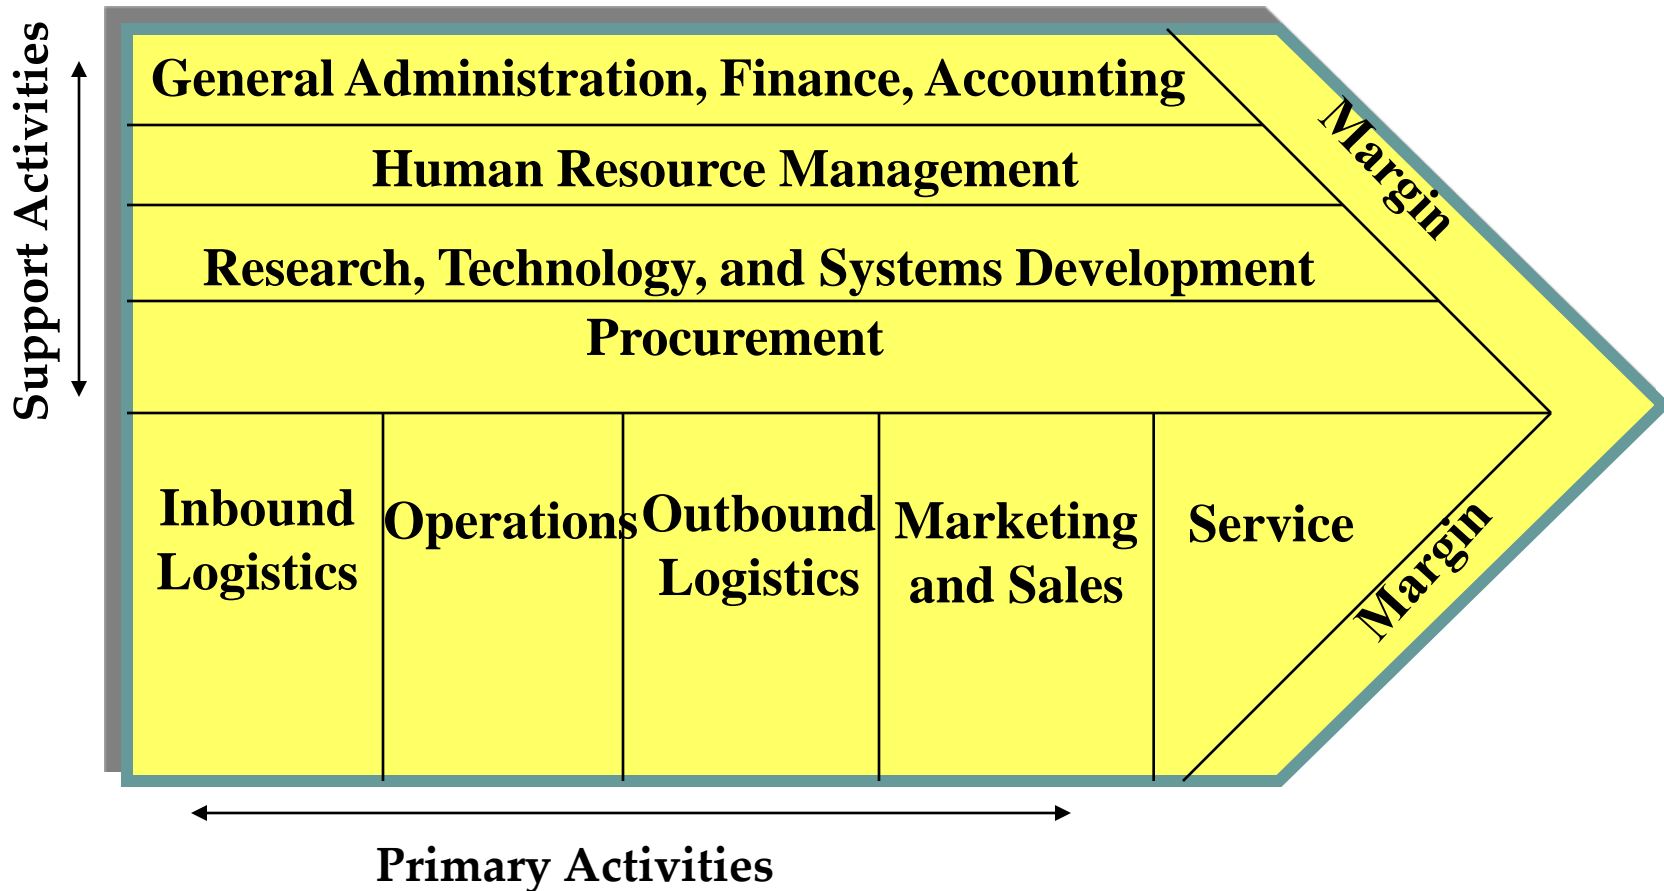 Support Activities
General Administration, Finance, Accounting
Human Resource Management
Research, Technology, and Systems Development
Procurement
Margin
Inbound
Logistics
Operations
Outbound
Logistics
Marketing
and Sales
Service
Margin
Primary Activities